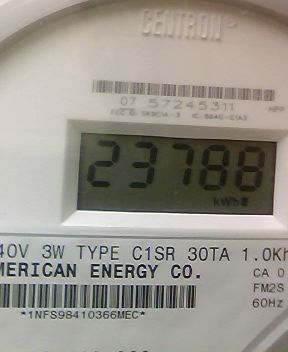 CENTRON
07 57245311
23788
kWh
40V 3W TYPE C1SR 30TA 1.0Kh
MERICAN ENERGY CO.
CA 0
FM2S
60Hz
*1NFS98410366MEC*